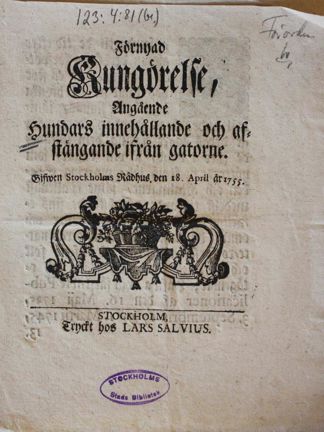 123:4:81 (br.)
Förnyad
Kungörelse,
Angående
Hundars innehållande och af-
stängande ifrån gatorne.
Gifwen Stockholms Rådhus, den 18. April år 1755.
STOCKHOLM,
Tryckt hos LARS SALVIUS.
STOCKHOLMS
Stads Bibliotek